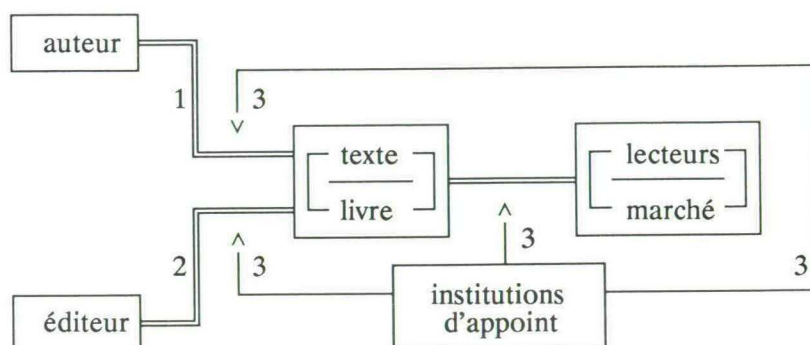 auteur
1
3
texte
livre
lecteurs
marché
2
3
3
3
éditeur
institutions
d'appoint